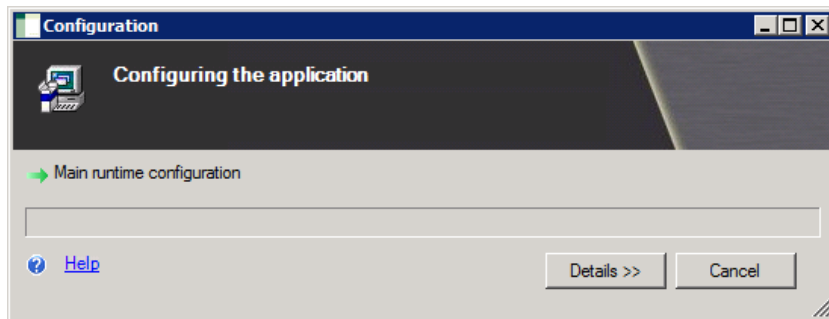 Configuration
Configuring the application
Main runtime configuration
Help
Details >>
Cancel